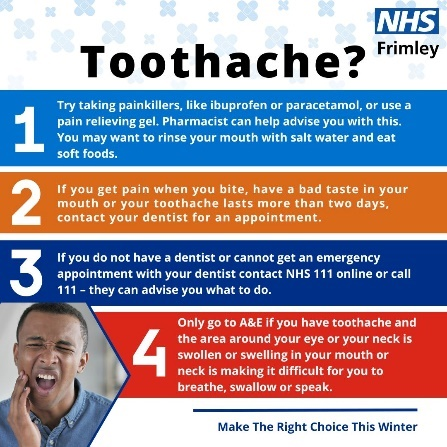 NHS
Frimley
Toothache?
1
Try taking painkillers, like ibuprofen or paracetamol, or use a
pain relieving gel. Pharmacist can help advise you with this.
You may want to rinse your mouth with salt water and eat
soft foods.
2
If you get pain when you bite, have a bad taste in your
mouth or your toothache lasts more than two days,
contact your dentist for an appointment.
3
If you do not have a dentist or cannot get an emergency
appointment with your dentist contact NHS 111 online or call
111 – they can advise you what to do.
4
Only go to A&E if you have toothache and
the area around your eye or your neck is
swollen or swelling in your mouth or
neck is making it difficult for you to
breathe, swallow or speak.
Make The Right Choice This Winter